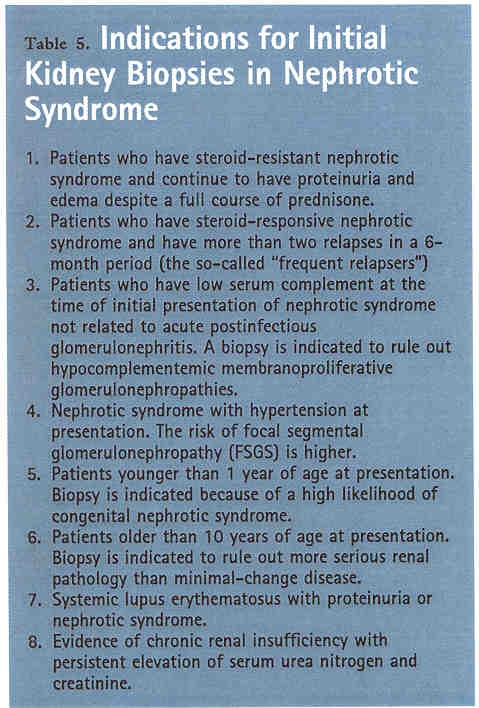 Table 5. Indications for Initial
Kidney Biopsies in Nephrotic
Syndrome
1. Patients who have steroid-resistant nephrotic
syndrome and continue to have proteinuria and
edema despite a full course of prednisone.
2. Patients who have steroid-responsive nephrotic
syndrome and have more than two relapses in a 6-
month period (the so-called "frequent relapsers")
3. Patients who have low serum complement at the
time of initial presentation of nephrotic syndrome
not related to acute postinfectious
glomerulonephritis. A biopsy is indicated to rule out
hypocomplementemic membranoproliferative
glomerulonephropathies.
4. Nephrotic syndrome with hypertension at
presentation. The risk of focal segmental
glomerulonephropathy (FSGS) is higher.
5. Patients younger than 1 year of age at presentation.
Biopsy is indicated because of a high likelihood of
congenital nephrotic syndrome.
6. Patients older than 10 years of age at presentation.
Biopsy is indicated to rule out more serious renal
pathology than minimal-change disease.
7. Systemic lupus erythematosus with proteinuria or
nephrotic syndrome.
8. Evidence of chronic renal insufficiency with
persistent elevation of serum urea nitrogen and
creatinine.